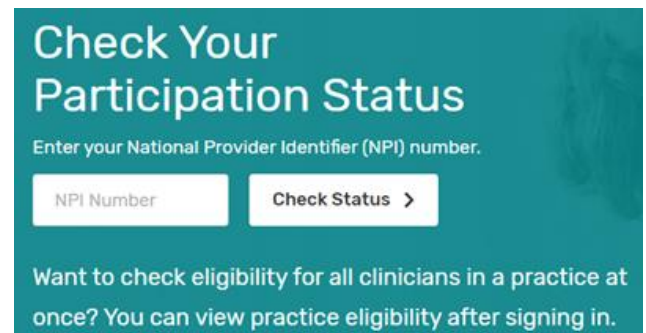 Check Your
Participation Status
Enter your National Provider Identifier (NPI) number.
NPI Number
Check Status >
Want to check eligibility for all clinicians in a practice at
once? You can view practice eligibility after signing in.